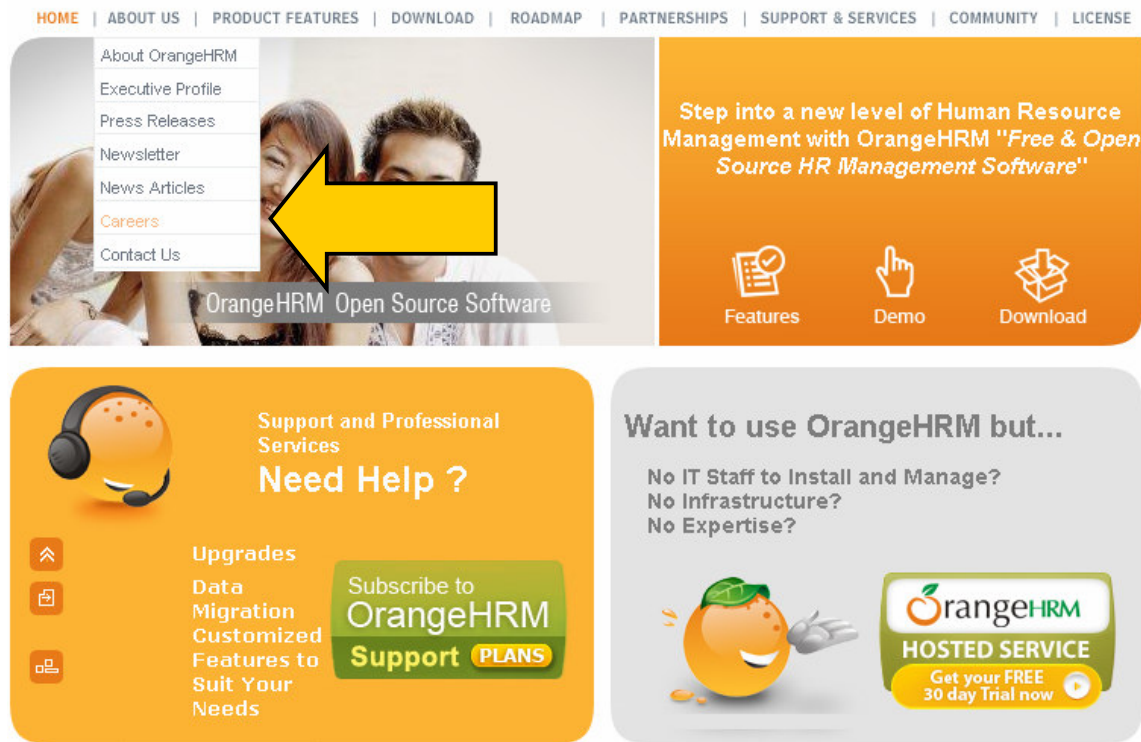 HOME | ABOUT US | PRODUCT FEATURES | DOWNLOAD | ROADMAP | PARTNERSHIPS | SUPPORT & SERVICES | COMMUNITY | LICENSE
About OrangeHRM
Executive Profile
Press Releases
Newsletter
News Articles
Careers
Contact Us
OrangeHRM Open Source Software
Step into a new level of Human Resource
Management with OrangeHRM "Free & Open
Source HR Management Software"
Features
Demo
Download
Support and Professional
Services
Need Help ?
Upgrades
Data
Migration
Customized
Features to
Suit Your
Needs
Subscribe to
OrangeHRM
Support PLANS
Want to use OrangeHRM but...
No IT Staff to Install and Manage?
No Infrastructure?
No Expertise?
OrangeHRM
HOSTED SERVICE
Get your FREE
30 day Trial now